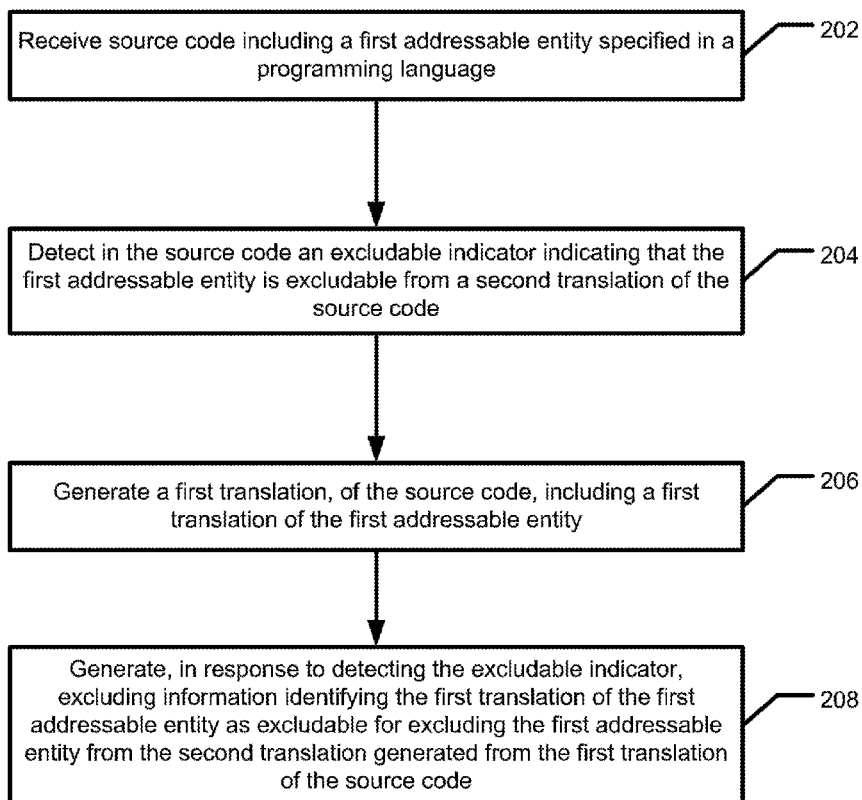 Receive source code including a first addressable entity specified in a
programming language
202
Detect in the source code an excludable indicator indicating that the
first addressable entity is excludable from a second translation of the
source code
204
Generate a first translation, of the source code, including a first
translation of the first addressable entity
206
Generate, in response to detecting the excludable indicator,
excluding information identifying the first translation of the first
addressable entity as excludable for excluding the first addressable
entity from the second translation generated from the first translation
of the source code
208